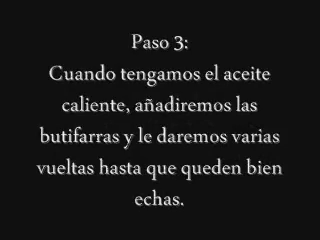 Paso 3:
Cuando tengamos el aceite
caliente, añadiremos las
butifarras y le daremos varias
vueltas hasta que queden bien
echas.